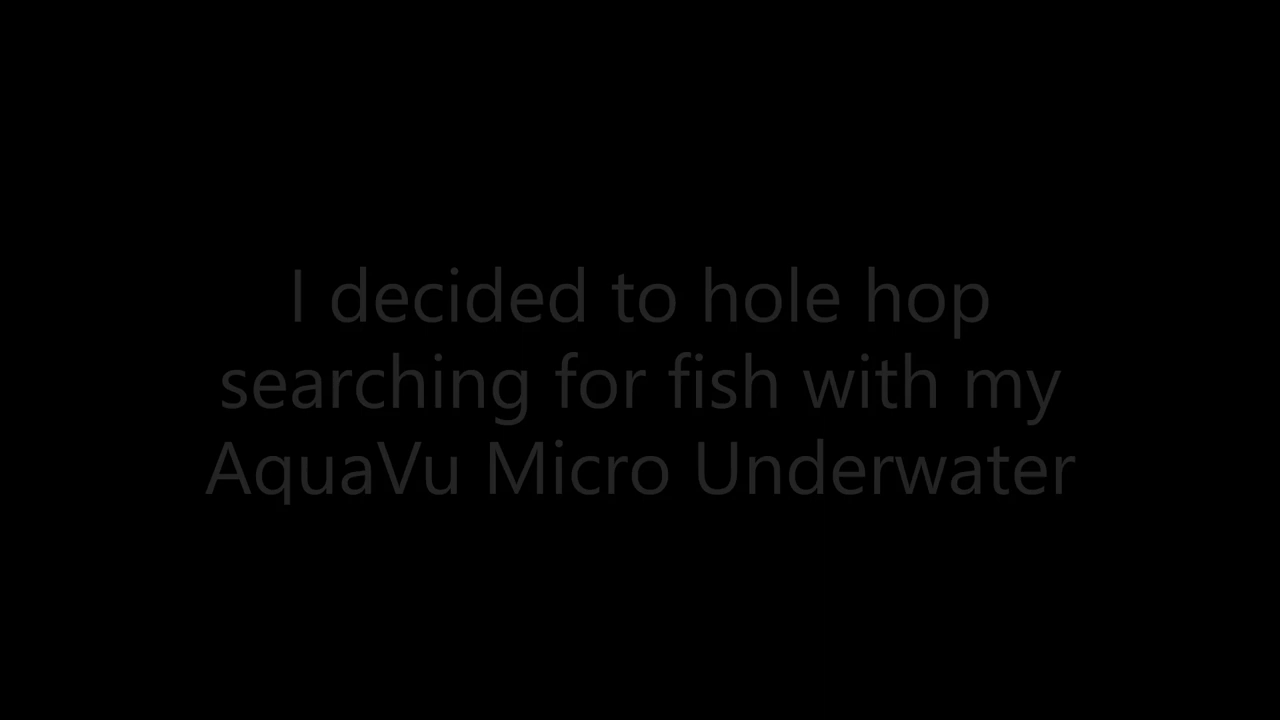 I decided to hole hop
searching for fish with my
AquaVu Micro Underwater